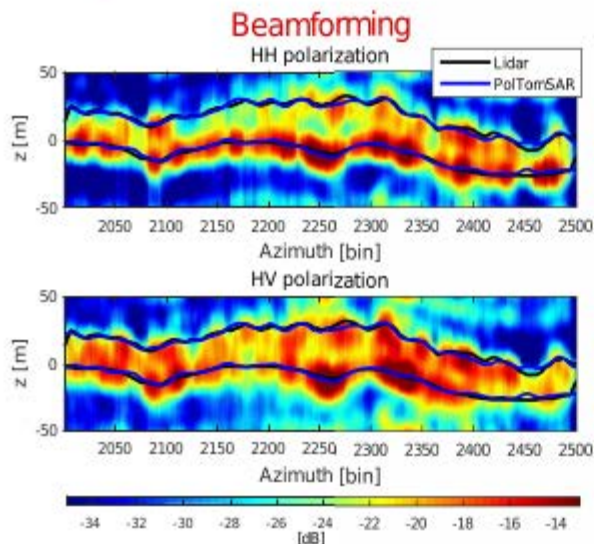 Beamforming
HH polarization
Lidar
PolTomSAR
50
0
-50
z [m]
2050 2100 2150 2200 2250 2300 2350 2400 2450 2500
Azimuth [bin]
HV polarization
50
0
-50
z [m]
2050 2100 2150 2200 2250 2300 2350 2400 2450 2500
Azimuth [bin]
-34 -32 -30 -28 -26 -24 -22 -20 -18 -16 -14
[dB]